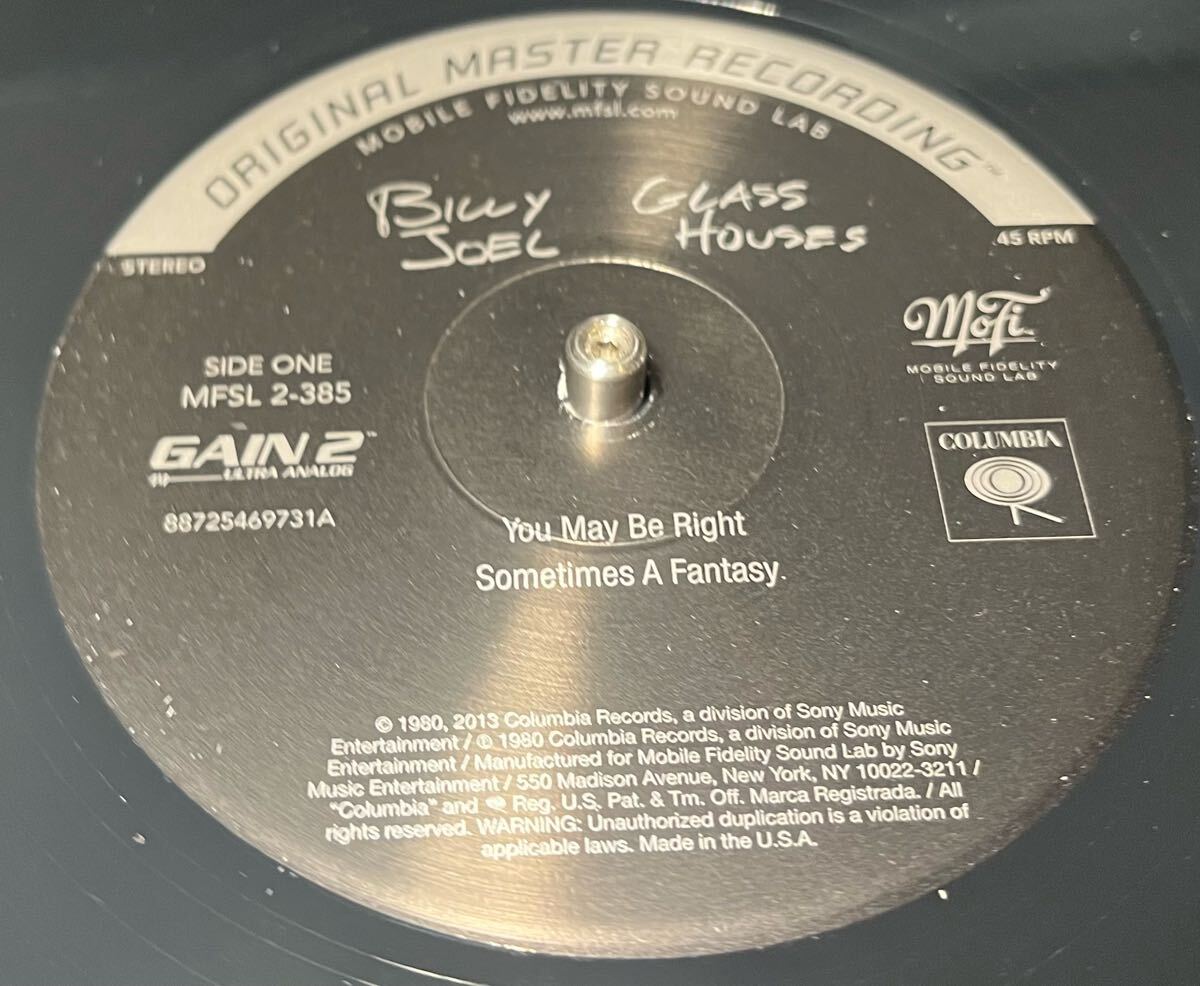 ORIGINAL MASTER RECORDING™
MOBILE FIDELITY SOUND LAB
www.mfsl.com
BILLY JOEL
GLASS HOUSES
STEREO
45 RPM
SIDE ONE
MFSL 2-385
GAIN 2™
ULTRA ANALOG
88725469731A
MoFi
MOBILE FIDELITY
SOUND LAB
COLUMBIA
You May Be Right
Sometimes A Fantasy
© 1980, 2013 Columbia Records, a division of Sony Music
Entertainment / ℗ 1980 Columbia Records, a division of Sony Music
Entertainment / Manufactured for Mobile Fidelity Sound Lab by Sony
Music Entertainment / 550 Madison Avenue, New York, NY 10022-3211 /
"Columbia" and Reg. U.S. Pat. & Tm. Off. Marca Registrada. / All
rights reserved. WARNING: Unauthorized duplication is a violation of
applicable laws. Made in the U.S.A.